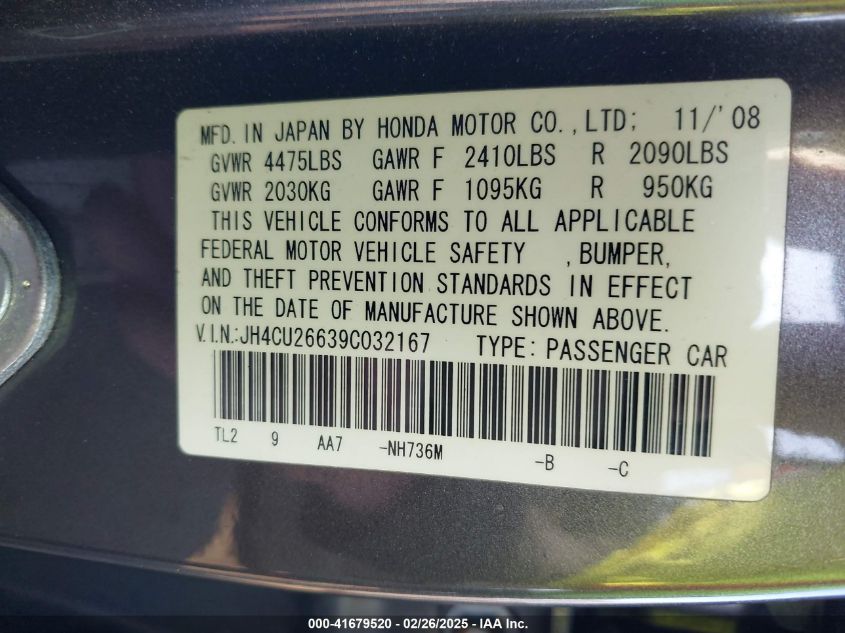 MFD. IN JAPAN BY HONDA MOTOR CO.,LTD; 11/'08
GVWR 4475LBS GAWR F 2410LBS R 2090LBS
GVWR 2030KG GAWR F 1095KG R 950KG
THIS VEHICLE CONFORMS TO ALL APPLICABLE
FEDERAL MOTOR VEHICLE SAFETY ,BUMPER,
AND THEFT PREVENTION STANDARDS IN EFFECT
ON THE DATE OF MANUFACTURE SHOWN ABOVE.
V.I.N.:JH4CU26639C032167 TYPE: PASSENGER CAR
TL2 9 AA7 -NH736M -B -C
000-41679520 - 02/26/2025 - IAA Inc.